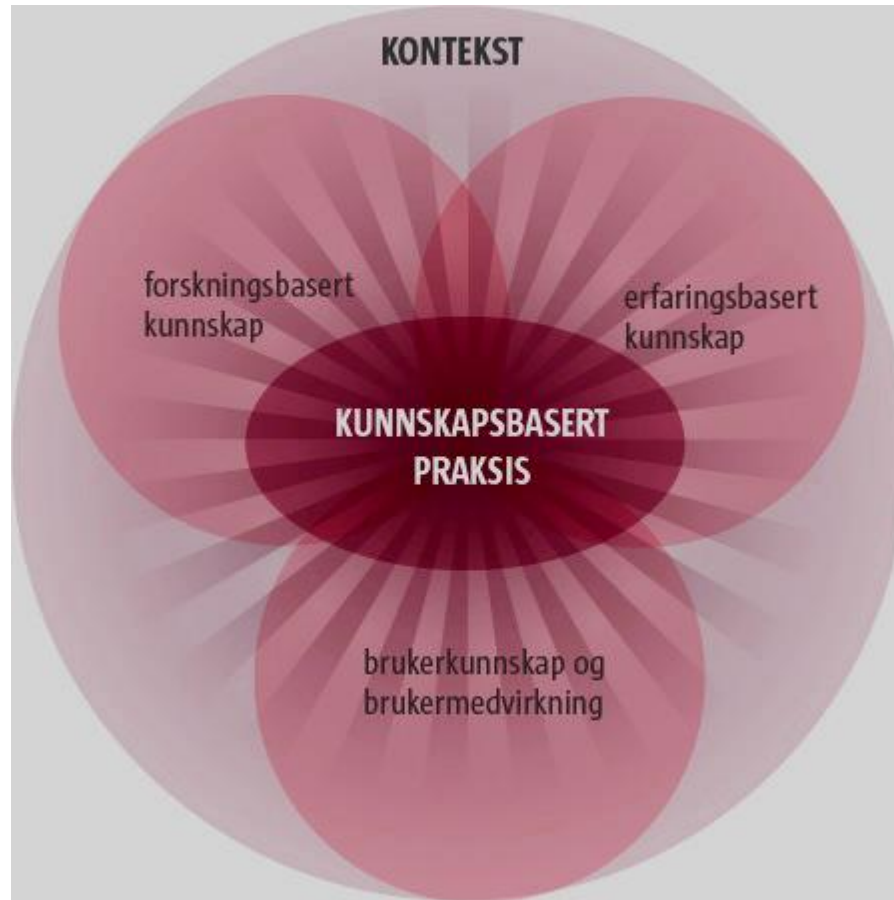 KONTEKST
forskningsbasert
kunnskap
erfaringsbasert
kunnskap
KUNNSKAPSBASERT
PRAKSIS
brukerkunnskap og
brukermedvirkning